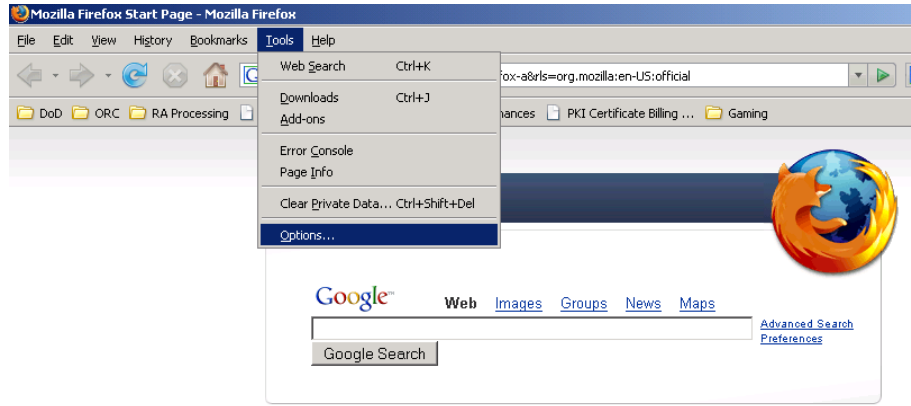 Mozilla Firefox Start Page - Mozilla Firefox
File Edit View History Bookmarks Tools Help
Web Search Ctrl+K
fox-a&rls=org.mozilla:en-US:official
Downloads Ctrl+J
DoD ORC RA Processing PKI Certificate Billing ... Gaming
Add-ons
Error Console
Page Info
Clear Private Data... Ctrl+Shift+Del
Options...
Google™ Web Images Groups News Maps
Advanced Search
Preferences
Google Search